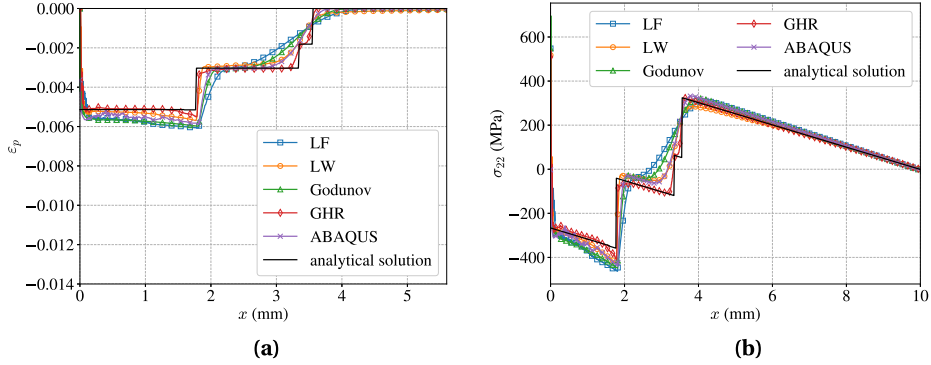 0.000
−0.002
−0.004
−0.006
−0.008
−0.010
−0.012
−0.014
εp
0
1
2
3
4
5
x (mm)
LF
LW
Godunov
GHR
ABAQUS
analytical solution
(a)
600
400
200
0
−200
−400
σ22 (MPa)
0
2
4
6
8
10
x (mm)
LF
LW
Godunov
GHR
ABAQUS
analytical solution
(b)